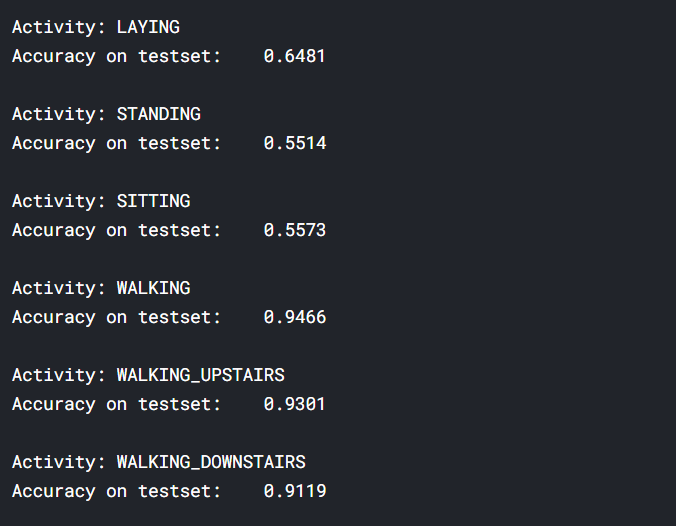 Activity: LAYING
Accuracy on testset:    0.6481
Activity: STANDING
Accuracy on testset:    0.5514
Activity: SITTING
Accuracy on testset:    0.5573
Activity: WALKING
Accuracy on testset:    0.9466
Activity: WALKING_UPSTAIRS
Accuracy on testset:    0.9301
Activity: WALKING_DOWNSTAIRS
Accuracy on testset:    0.9119